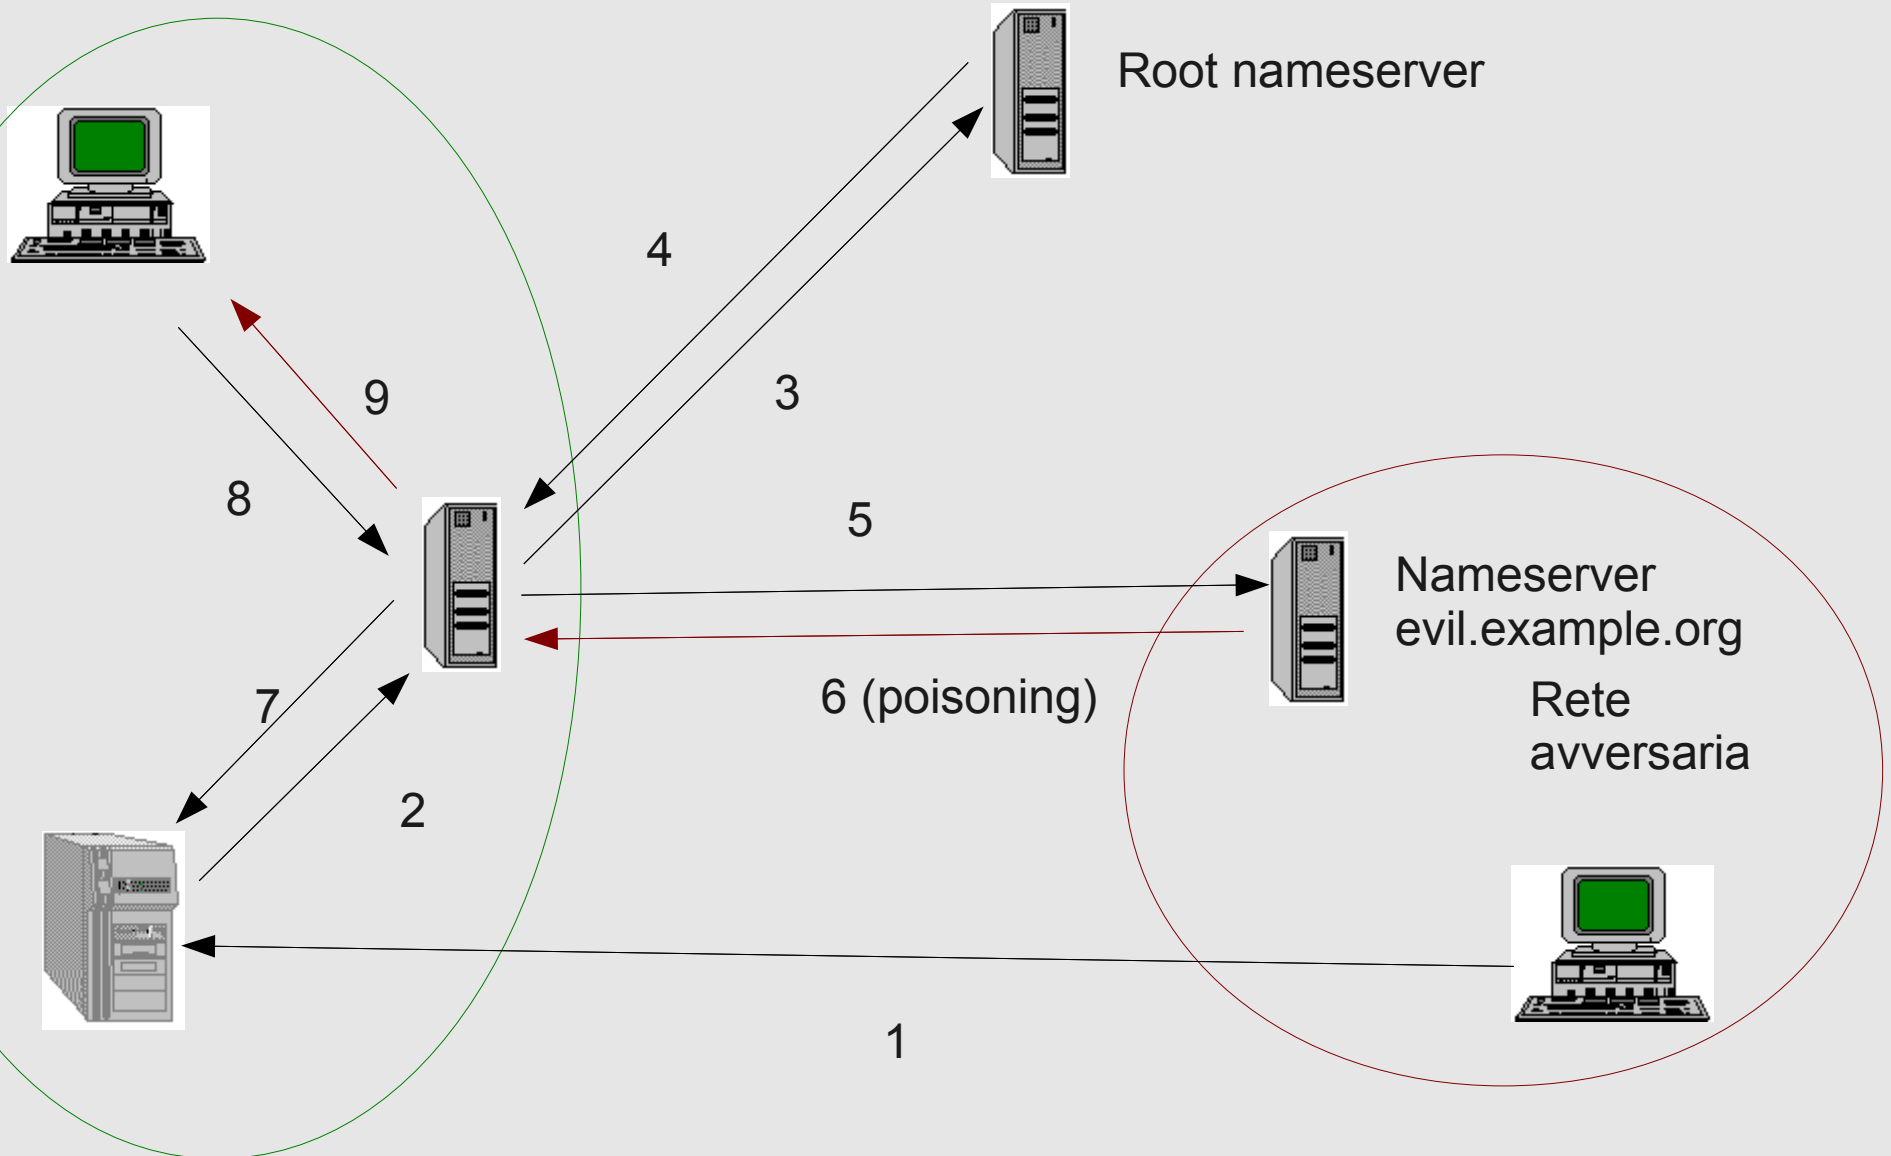 Root nameserver
4
3
9
8
5
Nameserver
evil.example.org
6 (poisoning)
Rete
avversaria
7
2
1